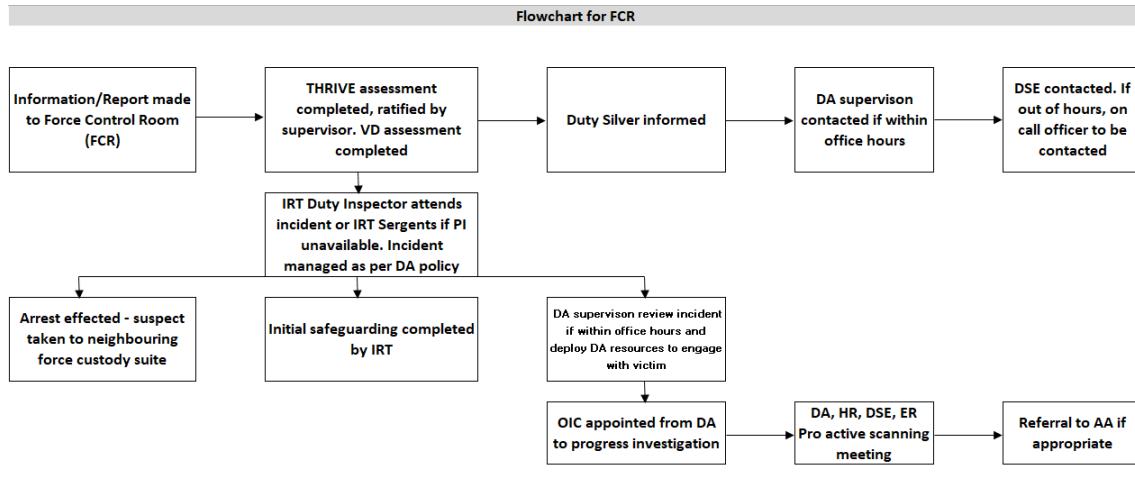 Flowchart for FCR
Information/Report made
to Force Control Room
(FCR)
THRIVE assessment
completed, ratified by
supervisor. VD assessment
completed
Duty Silver informed
DA supervison
contacted if within
office hours
DSE contacted. If
out of hours, on
call officer to be
contacted
IRT Duty Inspector attends
incident or IRT Sergents if PI
unavailable. Incident
managed as per DA policy
Arrest effected - suspect
taken to neighbouring
force custody suite
Initial safeguarding completed
by IRT
DA supervison review incident
if within office hours and
deploy DA resources to engage
with victim
OIC appointed from DA
to progress investigation
DA, HR, DSE, ER
Pro active scanning
meeting
Referral to AA if
appropriate